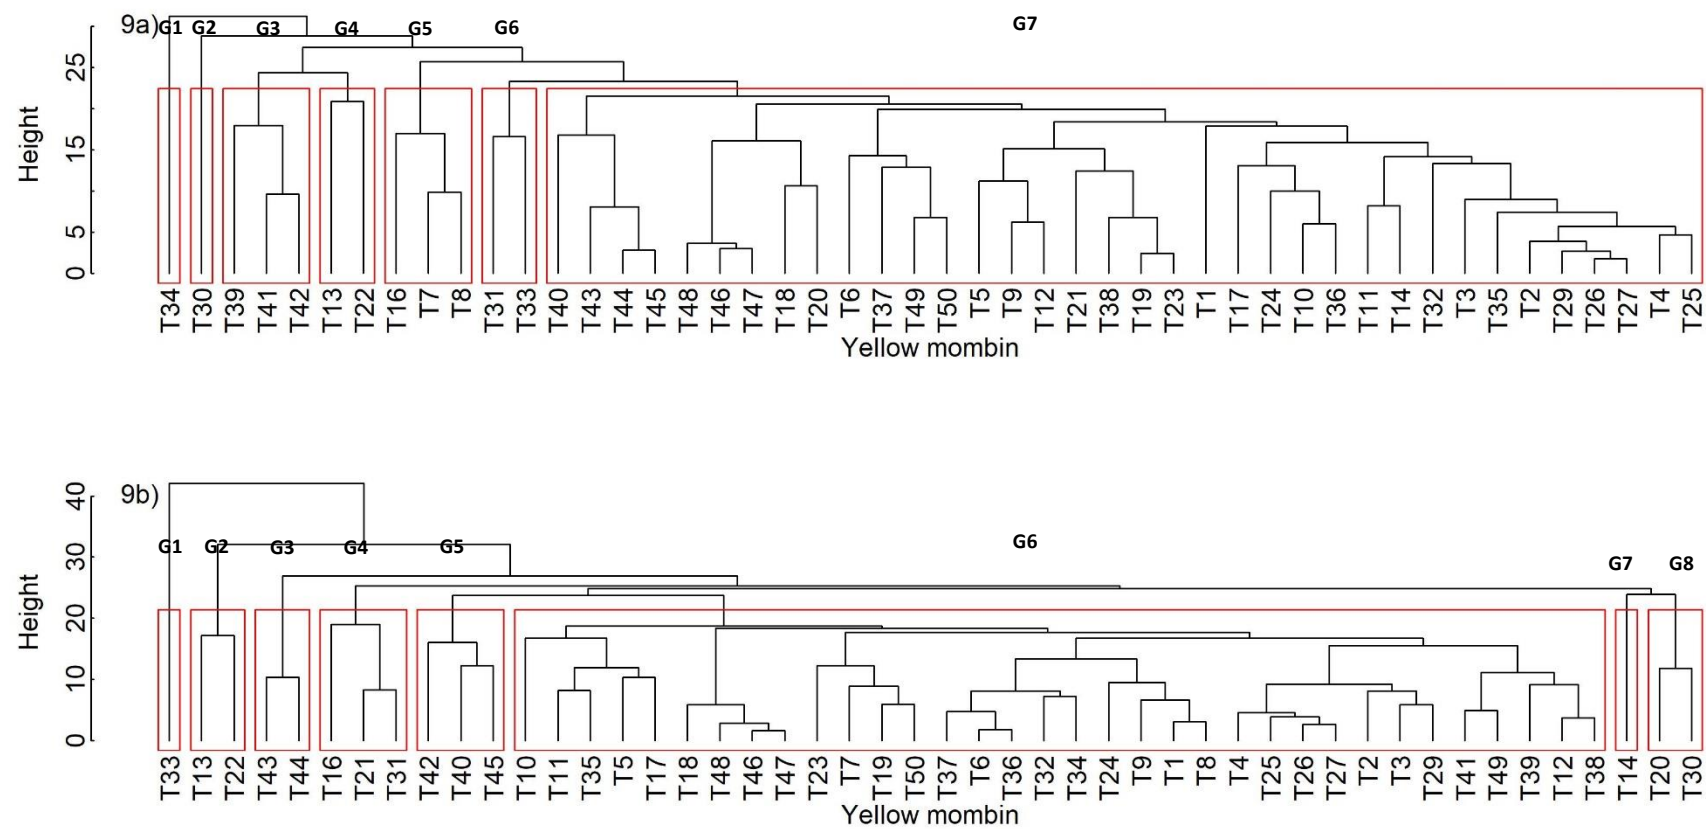 9a) G1 G2 G3 G4 G5 G6 G7
Height
25
15
5
0
T34 T30 T39 T41 T42 T13 T22 T16 T7 T8 T31 T33 T40 T43 T44 T45 T48 T46 T47 T18 T20 T6 T37 T49 T50 T5 T9 T12 T21 T38 T19 T23 T1 T17 T24 T10 T36 T11 T14 T32 T3 T35 T2 T29 T26 T27 T4 T25
Yellow mombin
9b)
G1 G2 G3 G4 G5 G6 G7 G8
Height
40
30
20
10
0
T33 T13 T22 T43 T44 T16 T21 T31 T42 T40 T45 T10 T11 T35 T5 T17 T18 T48 T46 T47 T23 T7 T19 T50 T37 T6 T36 T32 T34 T24 T9 T1 T8 T4 T25 T26 T27 T2 T3 T29 T41 T49 T39 T12 T38 T14 T20 T30
Yellow mombin